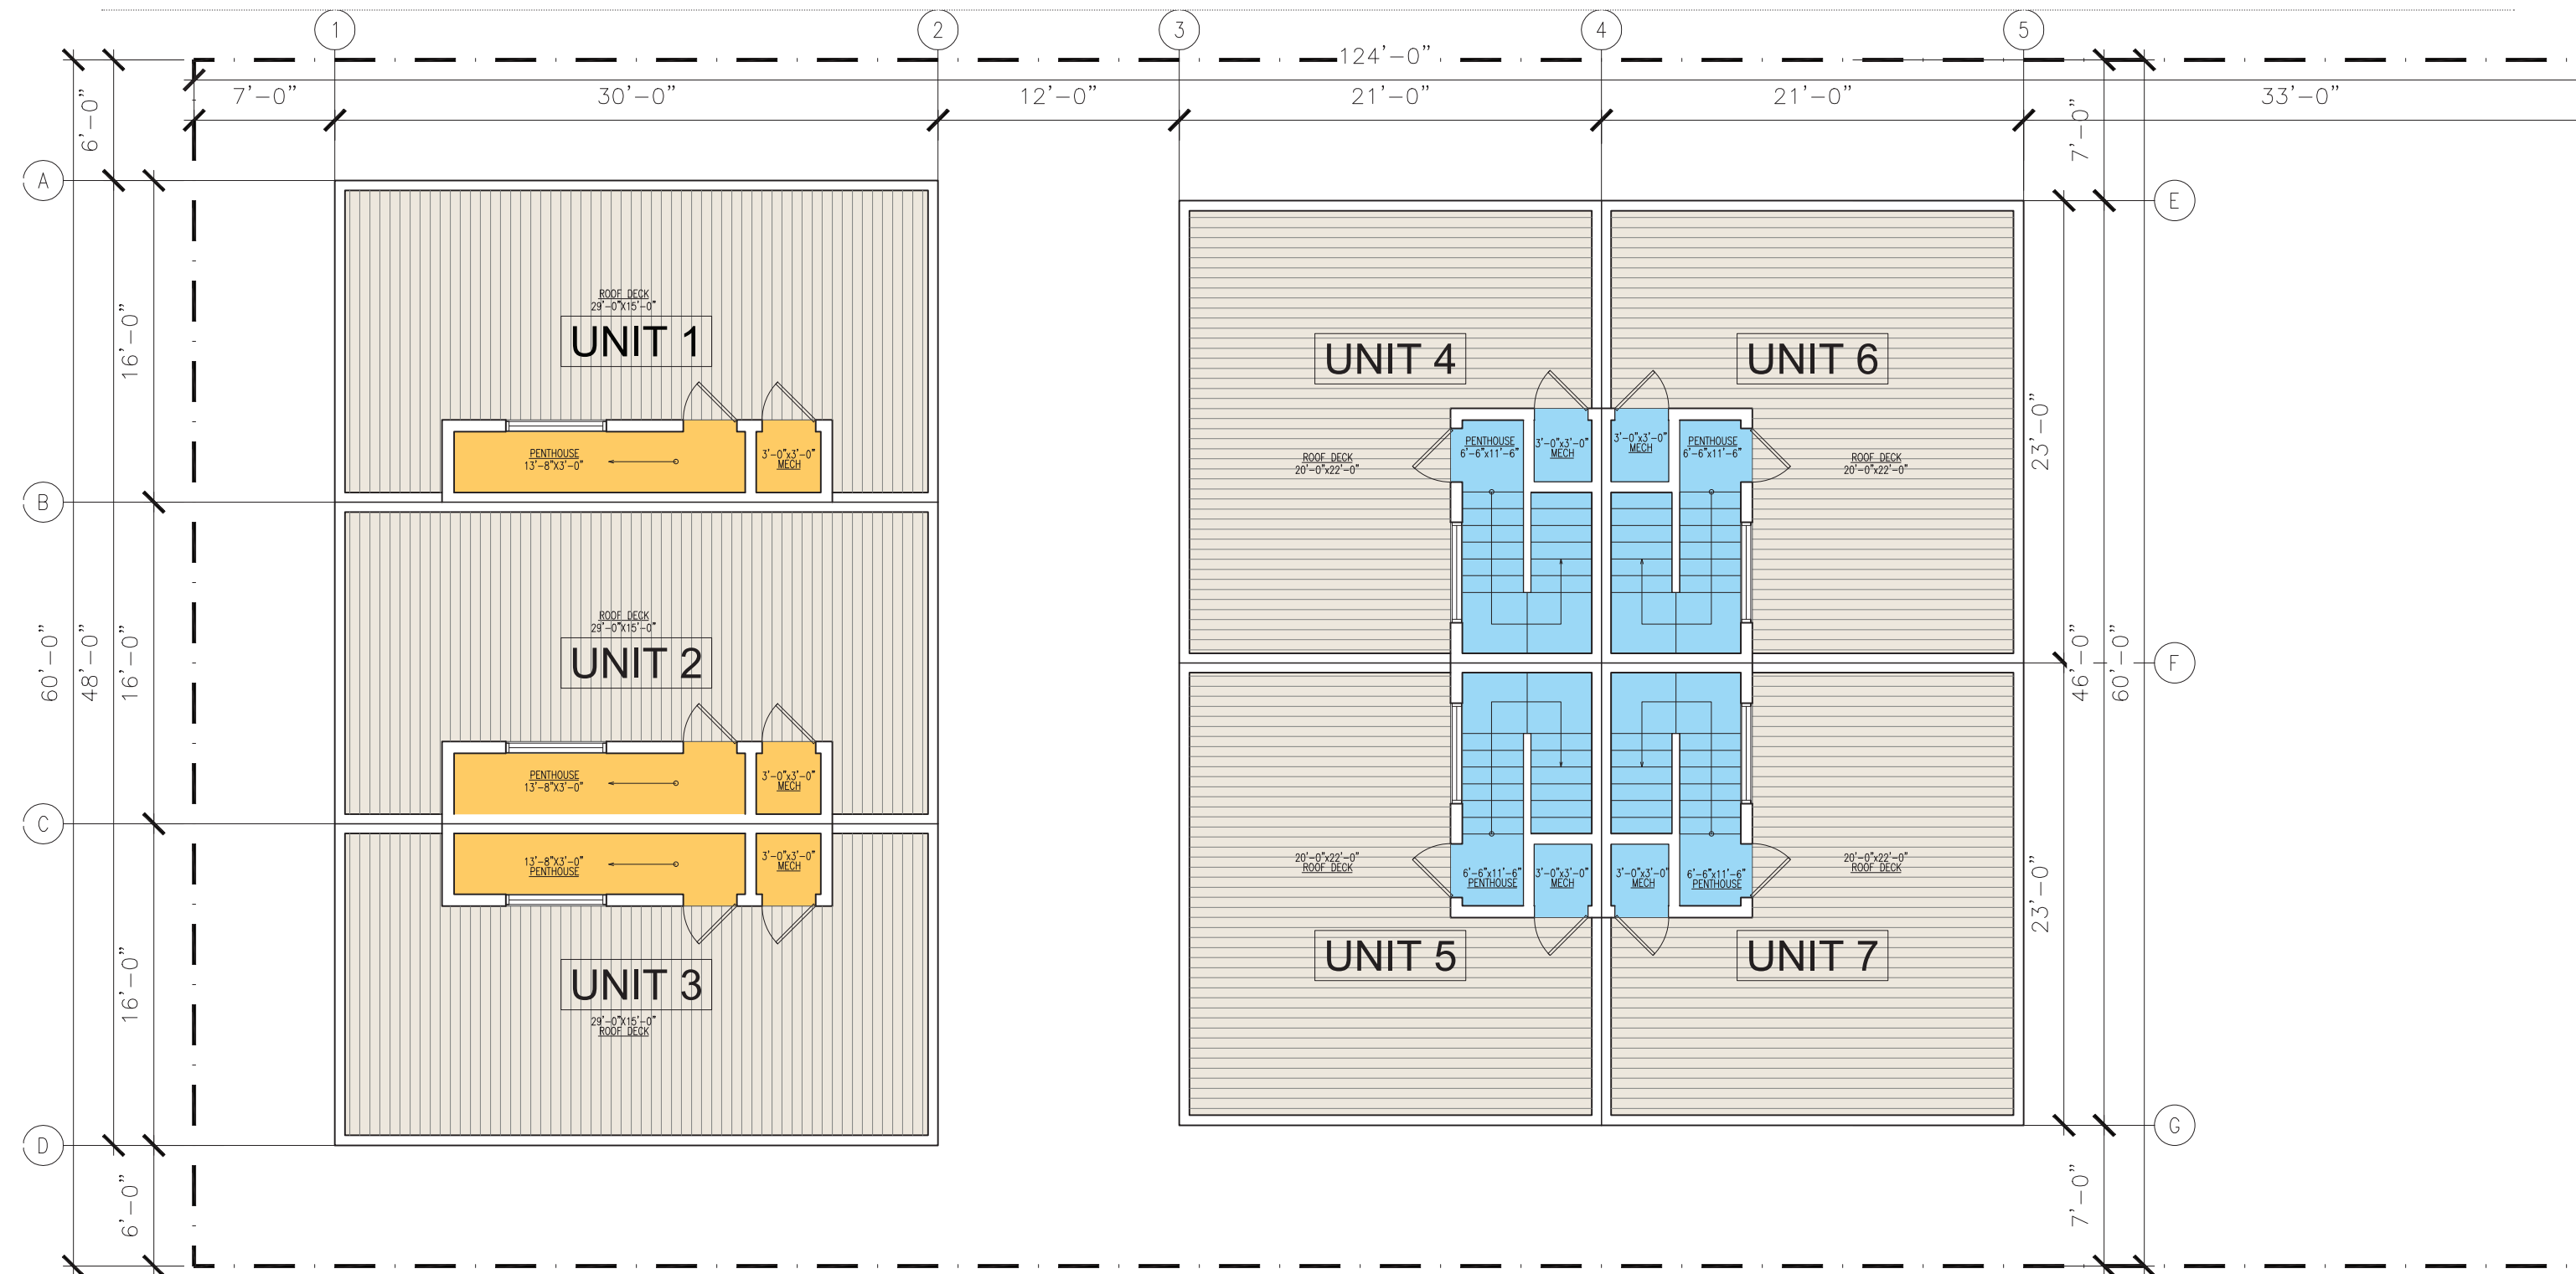 1
2
3
4
5
124'-0"
7'-0"
30'-0"
12'-0"
21'-0"
21'-0"
33'-0"
6'-0"
7'-0"
A
E
ROOF DECK
29'-0"X15'-0"
UNIT 1
16'-0"
PENTHOUSE
13'-8"X3'-0"
3'-0"x3'-0"
MECH
B
UNIT 4
UNIT 6
23'-0"
ROOF DECK
20'-0"x22'-0"
PENTHOUSE
6'-6"x11'-6"
3'-0"x3'-0"
MECH
3'-0"x3'-0"
MECH
PENTHOUSE
6'-6"x11'-6"
ROOF DECK
20'-0"x22'-0"
ROOF DECK
29'-0"X15'-0"
UNIT 2
60'-0"
48'-0"
16'-0"
46'-0"
60'-0"
F
PENTHOUSE
13'-8"X3'-0"
3'-0"x3'-0"
MECH
C
13'-8"X3'-0"
PENTHOUSE
3'-0"x3'-0"
MECH
20'-0"x22'-0"
ROOF DECK
6'-6"x11'-6"
PENTHOUSE
3'-0"x3'-0"
MECH
3'-0"x3'-0"
MECH
6'-6"x11'-6"
PENTHOUSE
20'-0"x22'-0"
ROOF DECK
23'-0"
UNIT 5
UNIT 7
16'-0"
UNIT 3
29'-0"X15'-0"
ROOF DECK
D
G
6'-0"
7'-0"